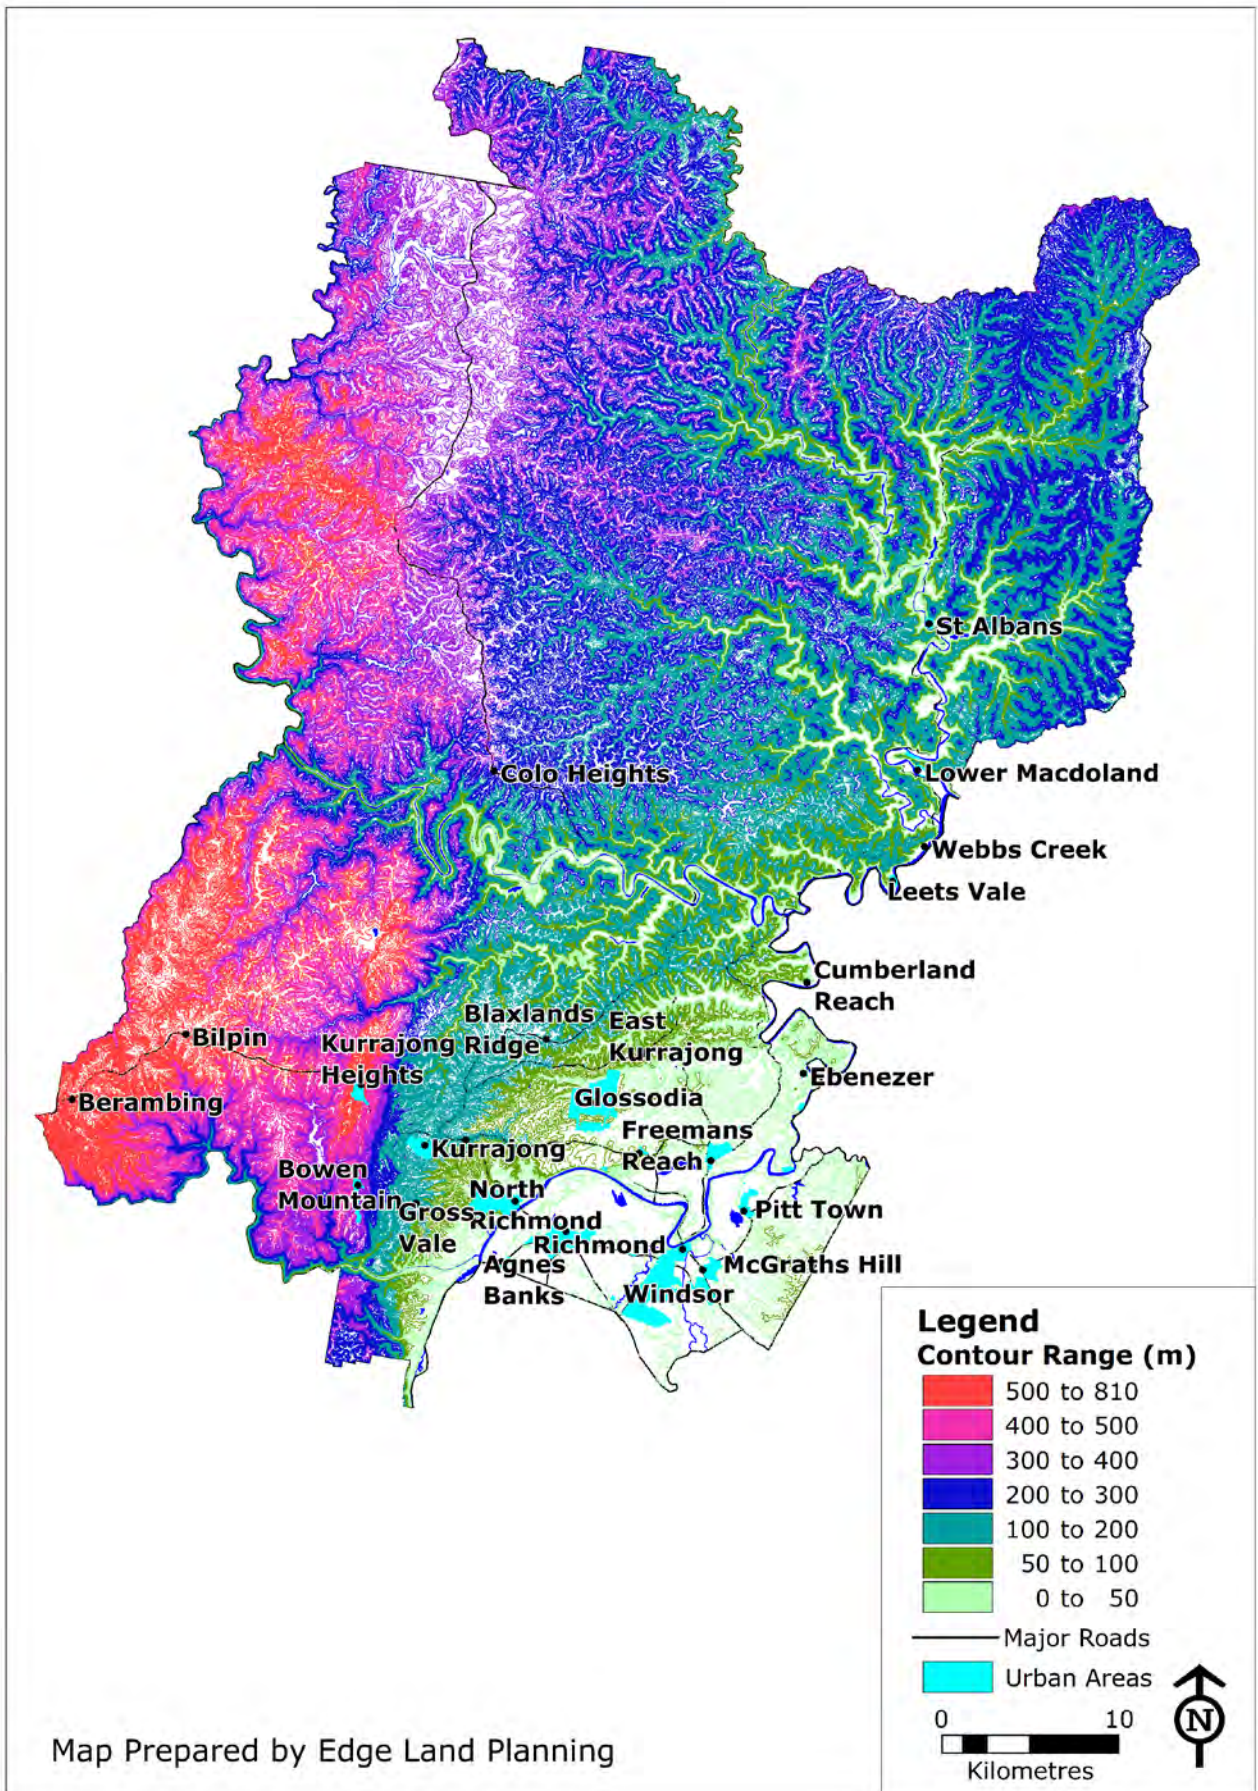 St Albans
Colo Heights
Lower Macdoland
Webbs Creek
Leets Vale
Cumberland
Reach
Blaxlands
Ridge
East
Kurrajong
Bilpin
Kurrajong
Heights
Ebenezer
Berambing
Glossodia
Freemans
Reach
Kurrajong
Bowen
Mountain
North
Richmond
Gross
Vale
Pitt Town
Richmond
Agnes
Banks
McGraths Hill
Windsor
Legend
Contour Range (m)
500 to 810
400 to 500
300 to 400
200 to 300
100 to 200
50 to 100
0 to 50
Major Roads
Urban Areas
N
0 10
Kilometres
Map Prepared by Edge Land Planning